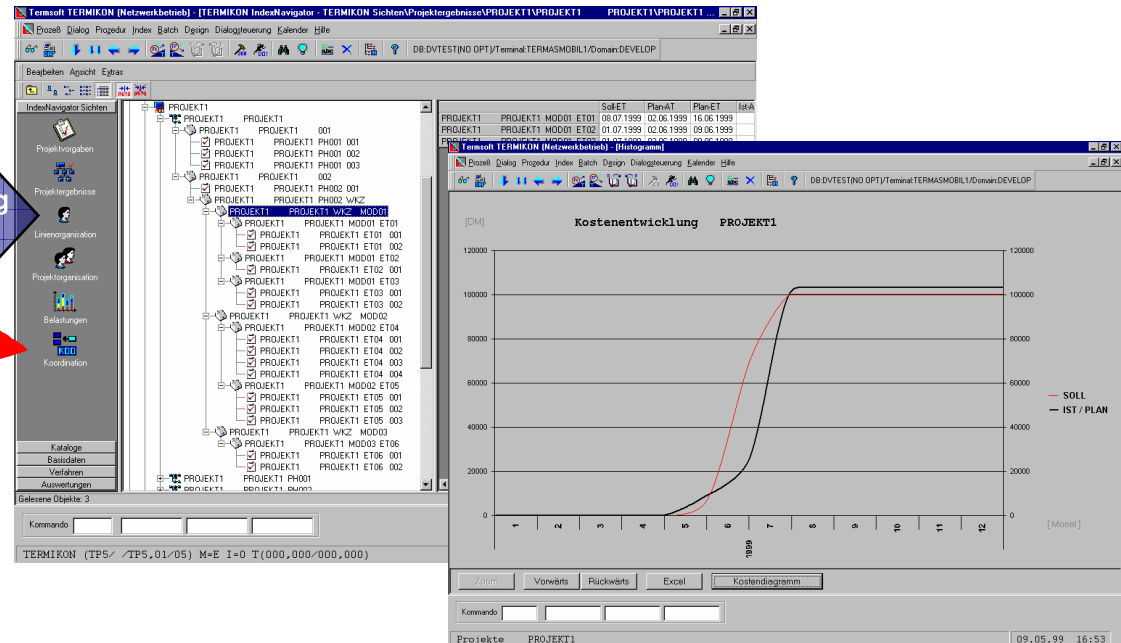 Termsoft TERMIKON (Netzwerkbetrieb) - [TERMIKON IndexNavigator - TERMIKON Sichten\Projektergebnisse\PROJEKT1\PROJEKT1 PROJEKT1\PROJEKT1 ...
Prozeß Dialog Prozedur Index Batch Design Dialogsteuerung Kalender Hilfe
DB:DVTEST(NO OPT)/Terminal:TERMASMOBIL1/Domain:DEVELOP
Bearbeiten Ansicht Extras
IndexNavigator Sichten
Projektvorgaben
Projektergebnisse
Linienorganisation
Projektorganisation
Belastungen
KOO
Koordination
Kataloge
Basisdaten
Verfahren
Auswertungen
g
PROJEKT1
PROJEKT1 PROJEKT1
PROJEKT1 PROJEKT1 001
PROJEKT1 PROJEKT1 PH001 001
PROJEKT1 PROJEKT1 PH001 002
PROJEKT1 PROJEKT1 PH001 003
PROJEKT1 PROJEKT1 002
PROJEKT1 PROJEKT1 PH002 001
PROJEKT1 PROJEKT1 PH002 WKZ
PROJEKT1 PROJEKT1 WKZ MOD01
PROJEKT1 PROJEKT1 MOD01 ET01
PROJEKT1 PROJEKT1 ET01 001
PROJEKT1 PROJEKT1 ET01 002
PROJEKT1 PROJEKT1 MOD01 ET02
PROJEKT1 PROJEKT1 ET02 001
PROJEKT1 PROJEKT1 MOD01 ET03
PROJEKT1 PROJEKT1 ET03 001
PROJEKT1 PROJEKT1 ET03 002
PROJEKT1 PROJEKT1 WKZ MOD02
PROJEKT1 PROJEKT1 MOD02 ET04
PROJEKT1 PROJEKT1 ET04 001
PROJEKT1 PROJEKT1 ET04 002
PROJEKT1 PROJEKT1 ET04 003
PROJEKT1 PROJEKT1 ET04 004
PROJEKT1 PROJEKT1 MOD02 ET05
PROJEKT1 PROJEKT1 ET05 001
PROJEKT1 PROJEKT1 ET05 002
PROJEKT1 PROJEKT1 ET05 003
PROJEKT1 PROJEKT1 WKZ MOD03
PROJEKT1 PROJEKT1 MOD03 ET06
PROJEKT1 PROJEKT1 ET06 001
PROJEKT1 PROJEKT1 ET06 002
PROJEKT1 PROJEKT1 PH001
PROJEKT1 PROJEKT1 PH002
Soll-ET Plan-AT Plan-ET Ist-A
PROJEKT1 PROJEKT1 MOD01 ET01 08.07.1999 02.06.1999 16.06.1999
PROJEKT1 PROJEKT1 MOD01 ET02 01.07.1999 02.06.1999 09.06.1999
Gelesene Objekte: 3
Kommando
TERMIKON (TP5/ /TP5,01/05) M=E I=0 T(000,000/000,000)
Termsoft TERMIKON (Netzwerkbetrieb) - [Histogramm]
Prozeß Dialog Prozedur Index Batch Design Dialogsteuerung Kalender Hilfe
DB:DVTEST(NO OPT)/Terminal:TERMASMOBIL1/Domain:DEVELOP
[DM] Kostenentwicklung PROJEKT1
120000 120000
100000 100000
80000 80000
60000 60000
SOLL
IST / PLAN
40000 40000
20000 20000
0 0
1 2 3 4 5 6 7 8 9 10 11 12 [Monat]
1999
Zoom Vorwärts Rückwärts Excel Kostendiagramm
Kommando
Projekte PROJEKT1 09.05.99 16:53